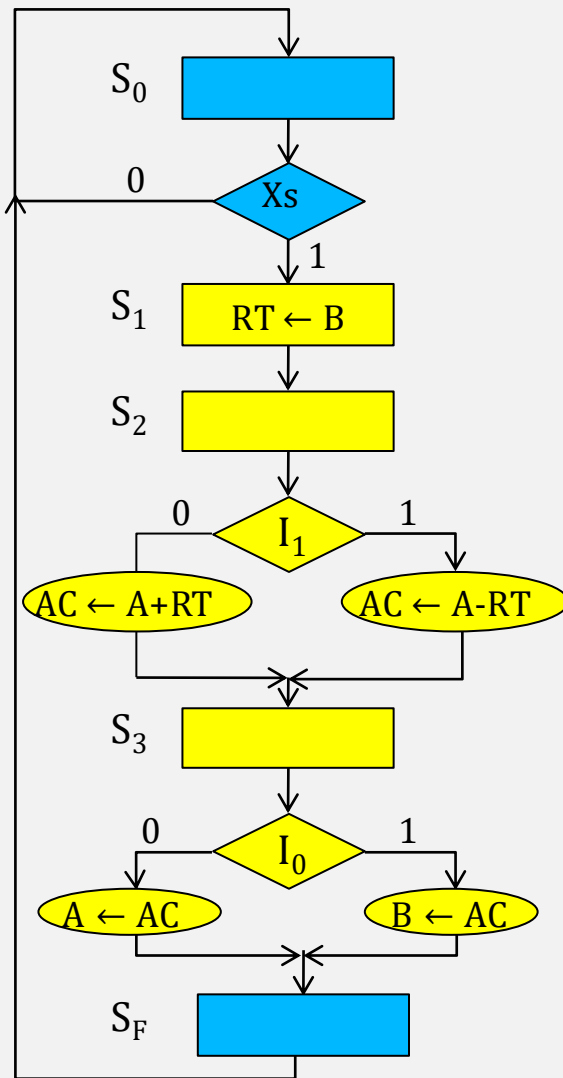 S₀
0
Xs
1
S₁
RT ← B
S₂
0
I₁
1
AC ← A+RT
AC ← A-RT
S₃
0
I₀
1
A ← AC
B ← AC
S_F